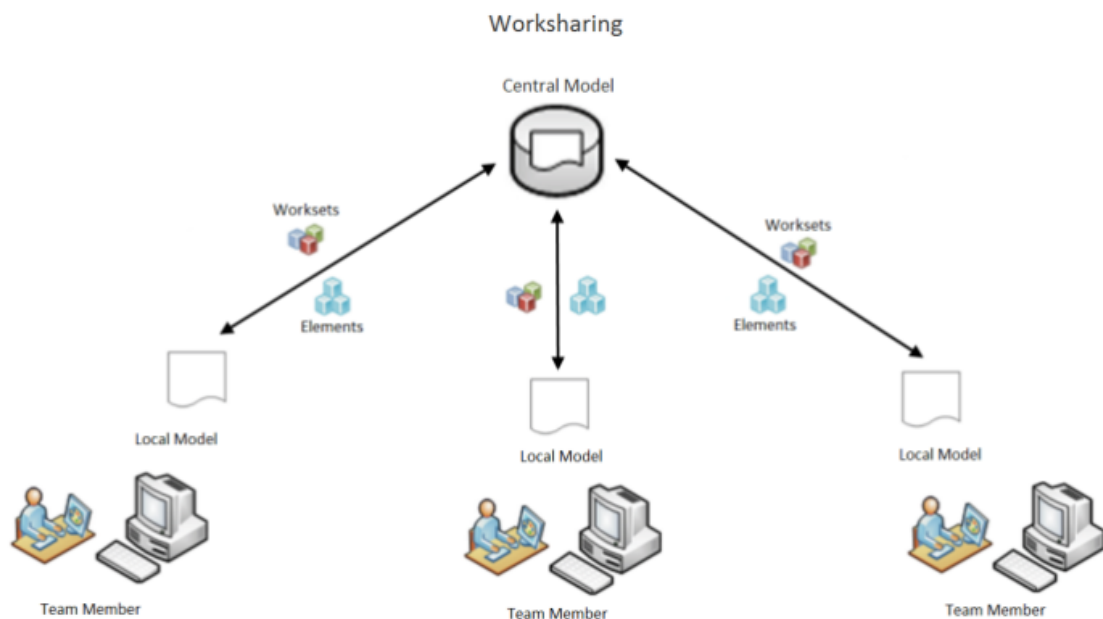 Worksharing
Central Model
Worksets
Worksets
Elements
Elements
Local Model
Local Model
Local Model
Team Member
Team Member
Team Member